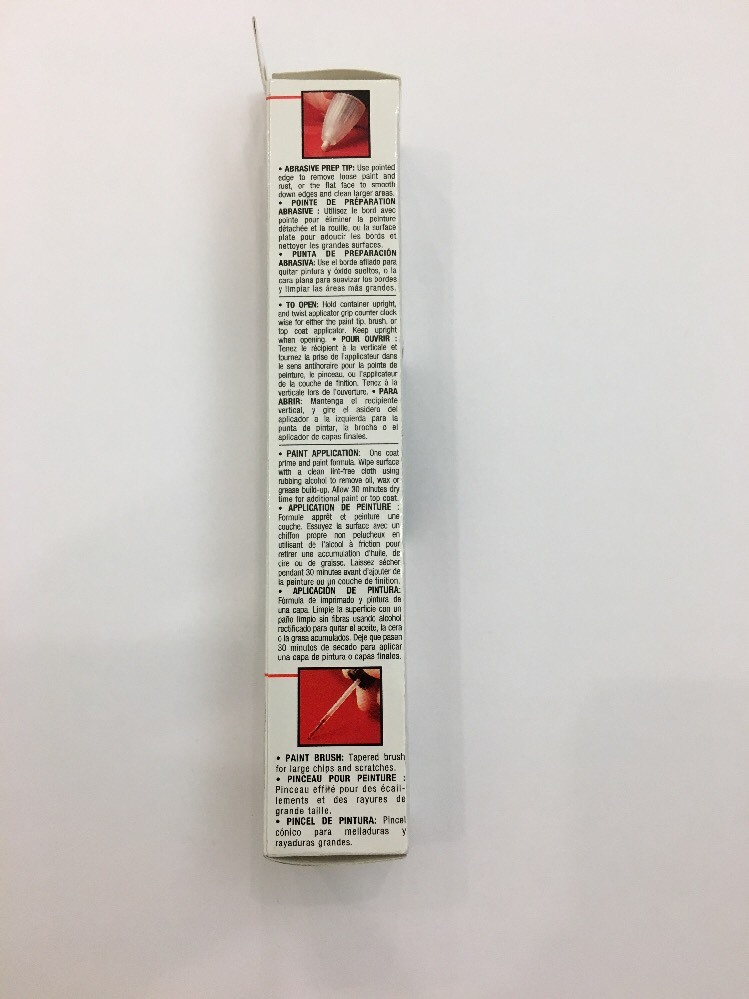 • ABRASIVE PREP TIP: Use pointed
edge to remove loose paint and
rust, or the flat face to smooth
down edges and clean larger areas.
• POINTE DE PRÉPARATION
ABRASIVE : Utilisez le bord avec
pointe pour éliminer la peinture
détachée et la rouille, ou la surface
plate pour adoucir les bords et
nettoyer les grandes surfaces.
• PUNTA DE PREPARACIÓN
ABRASIVA: Use el borde afilado para
quitar pintura y óxido sueltos, o la
cara plana para suavizar los bordes
y limpiar las áreas más grandes.
• TO OPEN: Hold container upright,
and twist applicator grip counter clock
wise for either the paint tip, brush, or
top coat applicator. Keep upright
when opening. • POUR OUVRIR :
Tenez le récipient à la verticale et
tournez la prise de l'applicateur dans
le sens antihoraire pour la pointe de
peinture, le pinceau, ou l'applicateur
de la couche de finition. Tenez à la
verticale lors de l'ouverture. • PARA
ABRIR: Mantenga el recipiente
vertical, y gire el asidero del
aplicador a la izquierda para la
punta de pintar, la brocha o el
aplicador de capas finales.
• PAINT APPLICATION: One coat
prime and paint formula. Wipe surface
with a clean lint-free cloth using
rubbing alcohol to remove oil, wax or
grease build-up. Allow 30 minutes dry
time for additional paint or top coat.
• APPLICATION DE PEINTURE :
Formule apprêt et peinture une
couche. Essuyez la surface avec un
chiffon propre non pelucheux en
utilisant de l'alcool à friction pour
retirer une accumulation d'huile, de
cire ou de graisse. Laissez sécher
pendant 30 minutes avant d'ajouter de
la peinture ou un couche de finition.
• APLICACIÓN DE PINTURA:
Fórmula de imprimado y pintura de
una capa. Limpie la superficie con un
paño limpio sin fibras usando alcohol
rectificado para quitar el aceite, la cera
o la grasa acumulados. Deje que pasen
30 minutos de secado para aplicar
una capa de pintura o capas finales.
• PAINT BRUSH: Tapered brush
for large chips and scratches.
• PINCEAU POUR PEINTURE :
Pinceau effilé pour des écail-
lements et des rayures de
grande taille.
• PINCEL DE PINTURA: Pincel
cónico para melladuras y
rayaduras grandes.